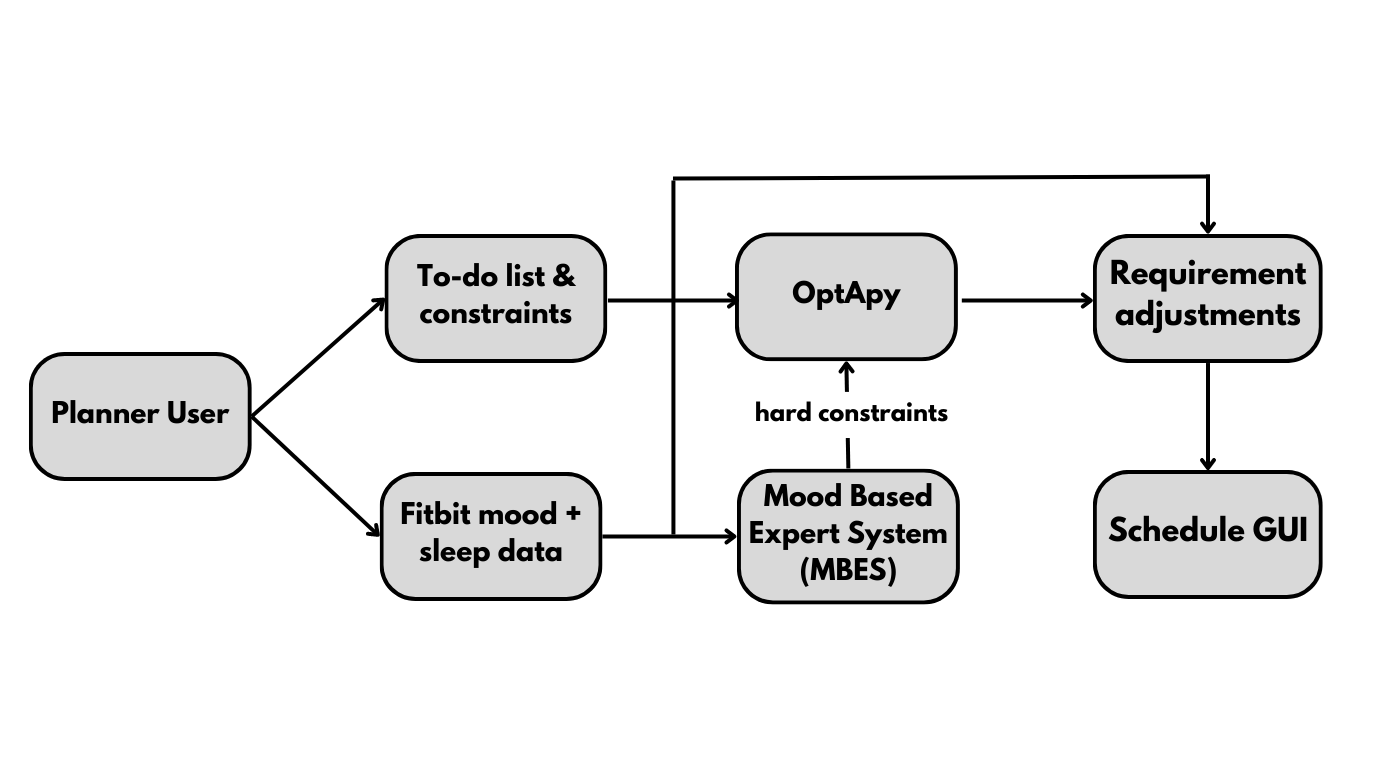 To-do list &
constraints
OptApy
Requirement
adjustments
Planner User
hard constraints
Fitbit mood +
sleep data
Mood Based
Expert System
(MBES)
Schedule GUI